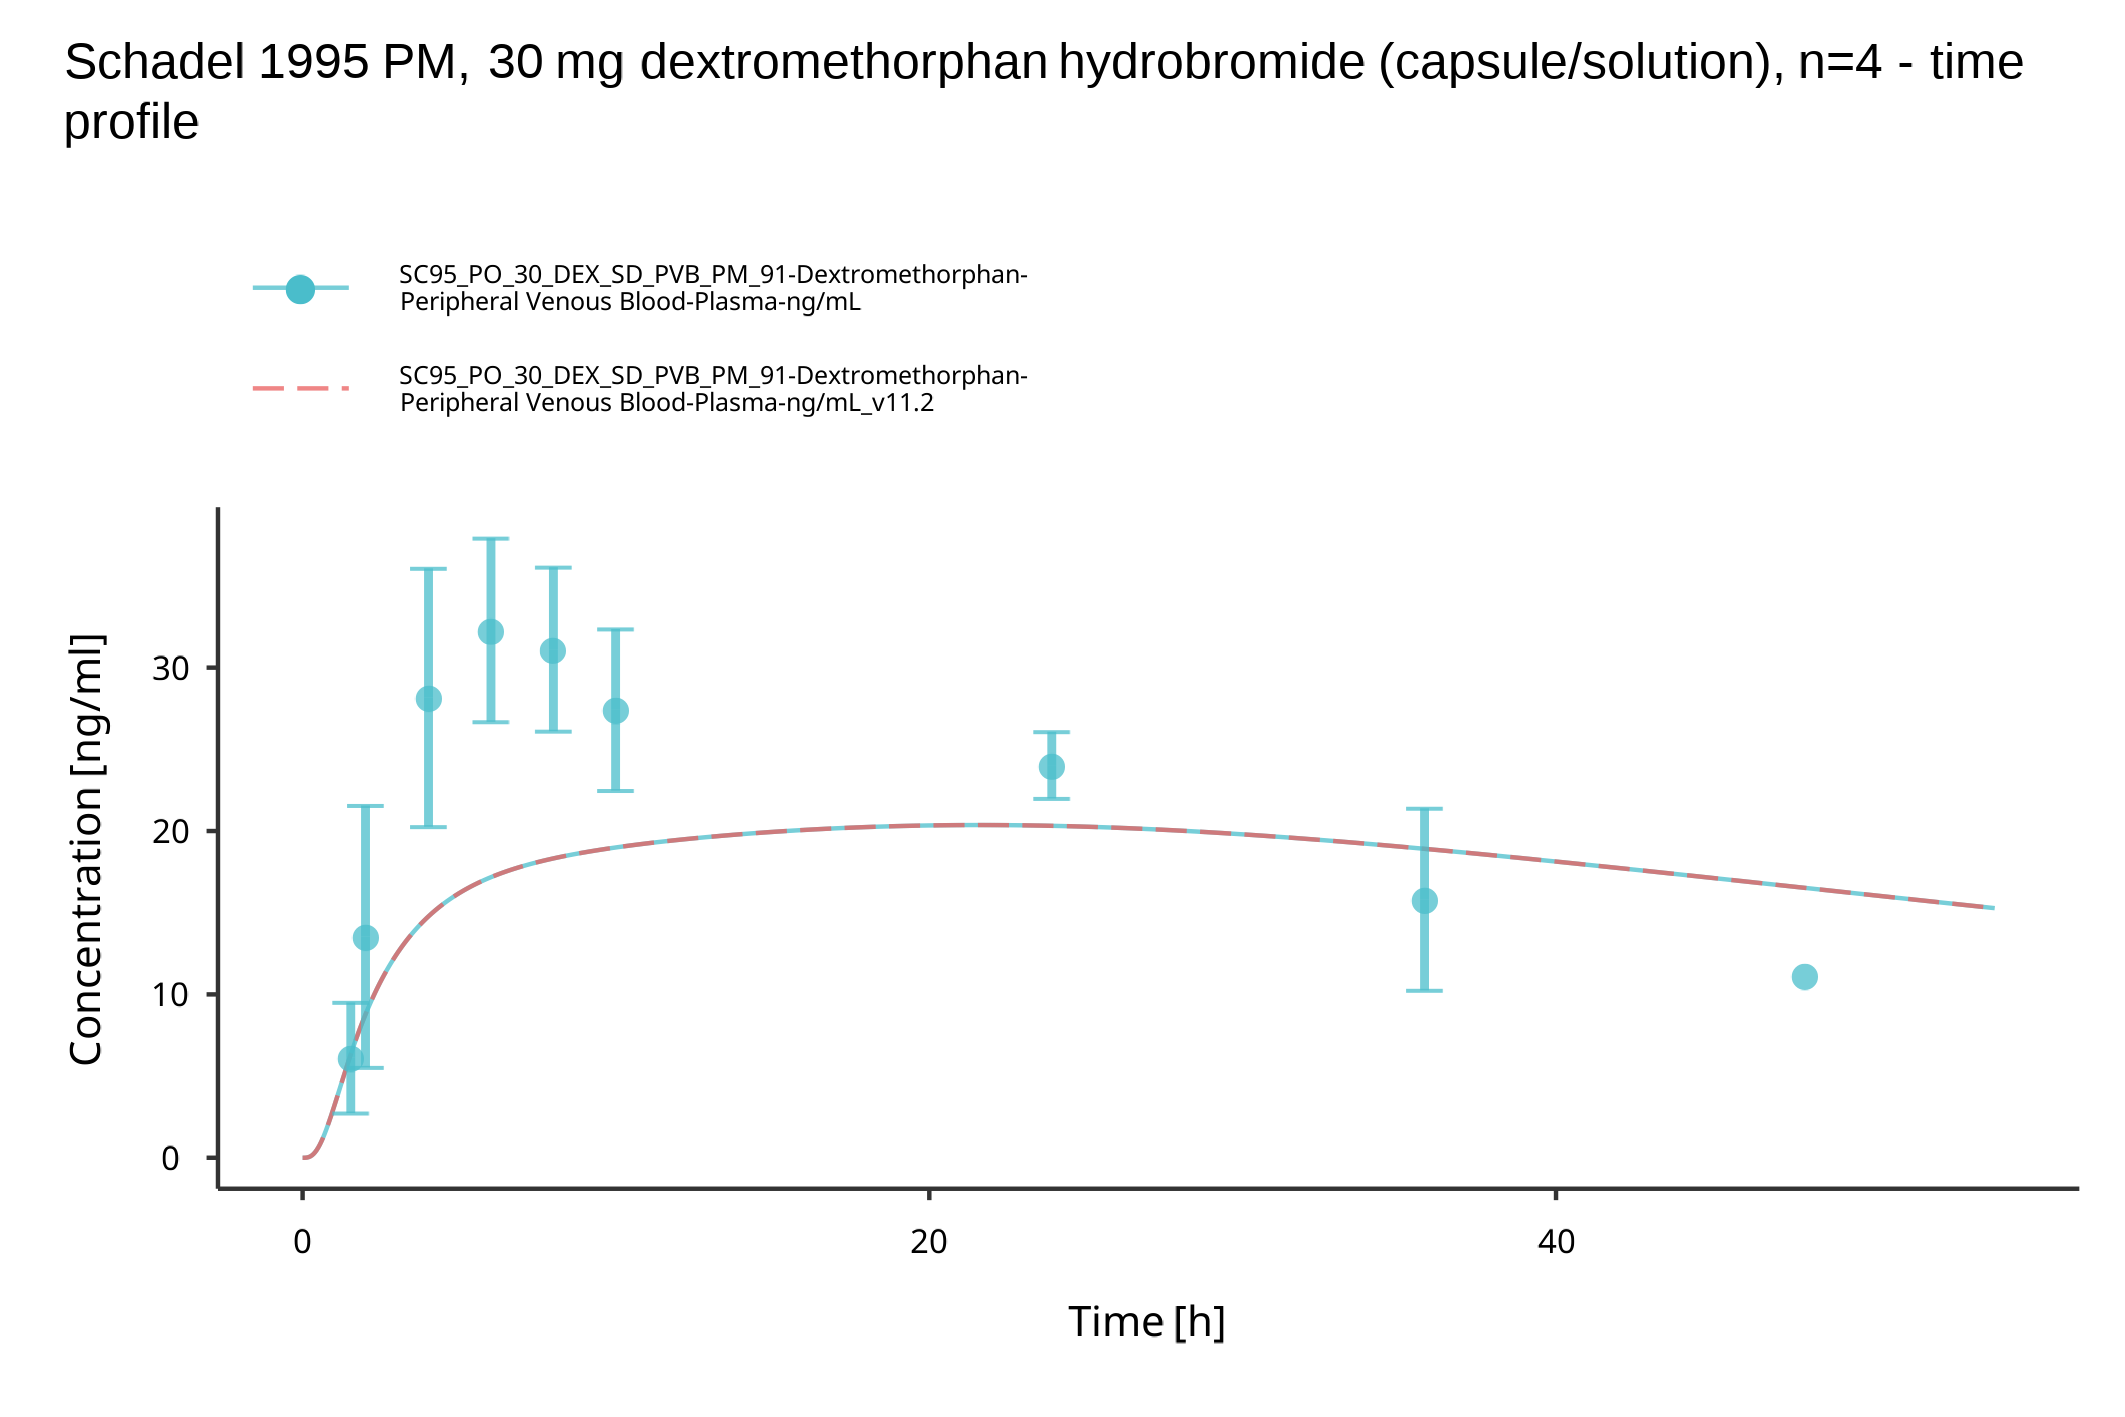 Schadel 1995 PM, 30 mg dextromethorphan hydrobromide (capsule/solution), n=4 - time
profile
SC95_PO_30_DEX_SD_PVB_PM_91-Dextromethorphan-
Peripheral Venous Blood-Plasma-ng/mL
SC95_PO_30_DEX_SD_PVB_PM_91-Dextromethorphan-
Peripheral Venous Blood-Plasma-ng/mL_v11.2
Concentration [ng/ml]
30
20
10
0
0
20
40
Time [h]